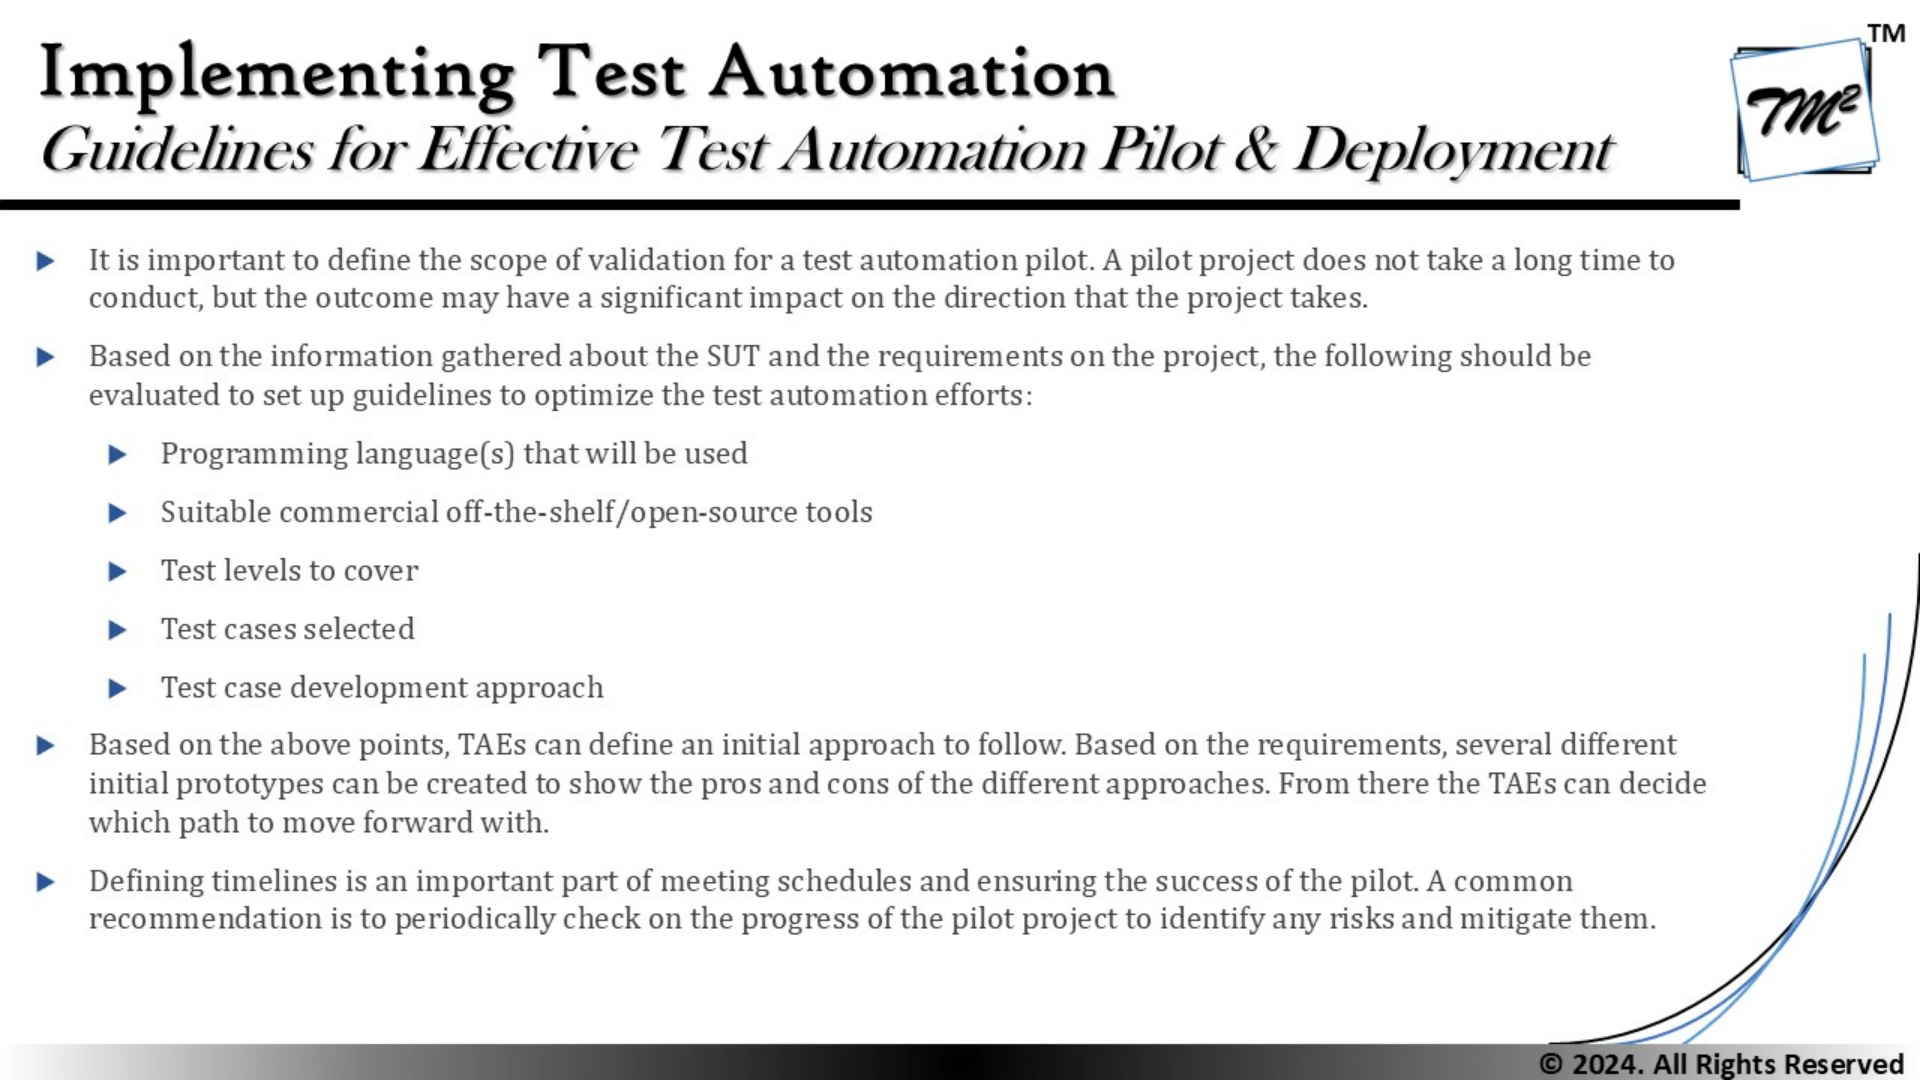 Implementing Test Automation
TM
TM²
Guidelines for Effective Test Automation Pilot & Deployment
It is important to define the scope of validation for a test automation pilot. A pilot project does not take a long time to
conduct, but the outcome may have a significant impact on the direction that the project takes.
Based on the information gathered about the SUT and the requirements on the project, the following should be
evaluated to set up guidelines to optimize the test automation efforts:
Programming language(s) that will be used
Suitable commercial off-the-shelf/open-source tools
Test levels to cover
Test cases selected
Test case development approach
Based on the above points, TAEs can define an initial approach to follow. Based on the requirements, several different
initial prototypes can be created to show the pros and cons of the different approaches. From there the TAEs can decide
which path to move forward with.
Defining timelines is an important part of meeting schedules and ensuring the success of the pilot. A common
recommendation is to periodically check on the progress of the pilot project to identify any risks and mitigate them.
© 2024. All Rights Reserved